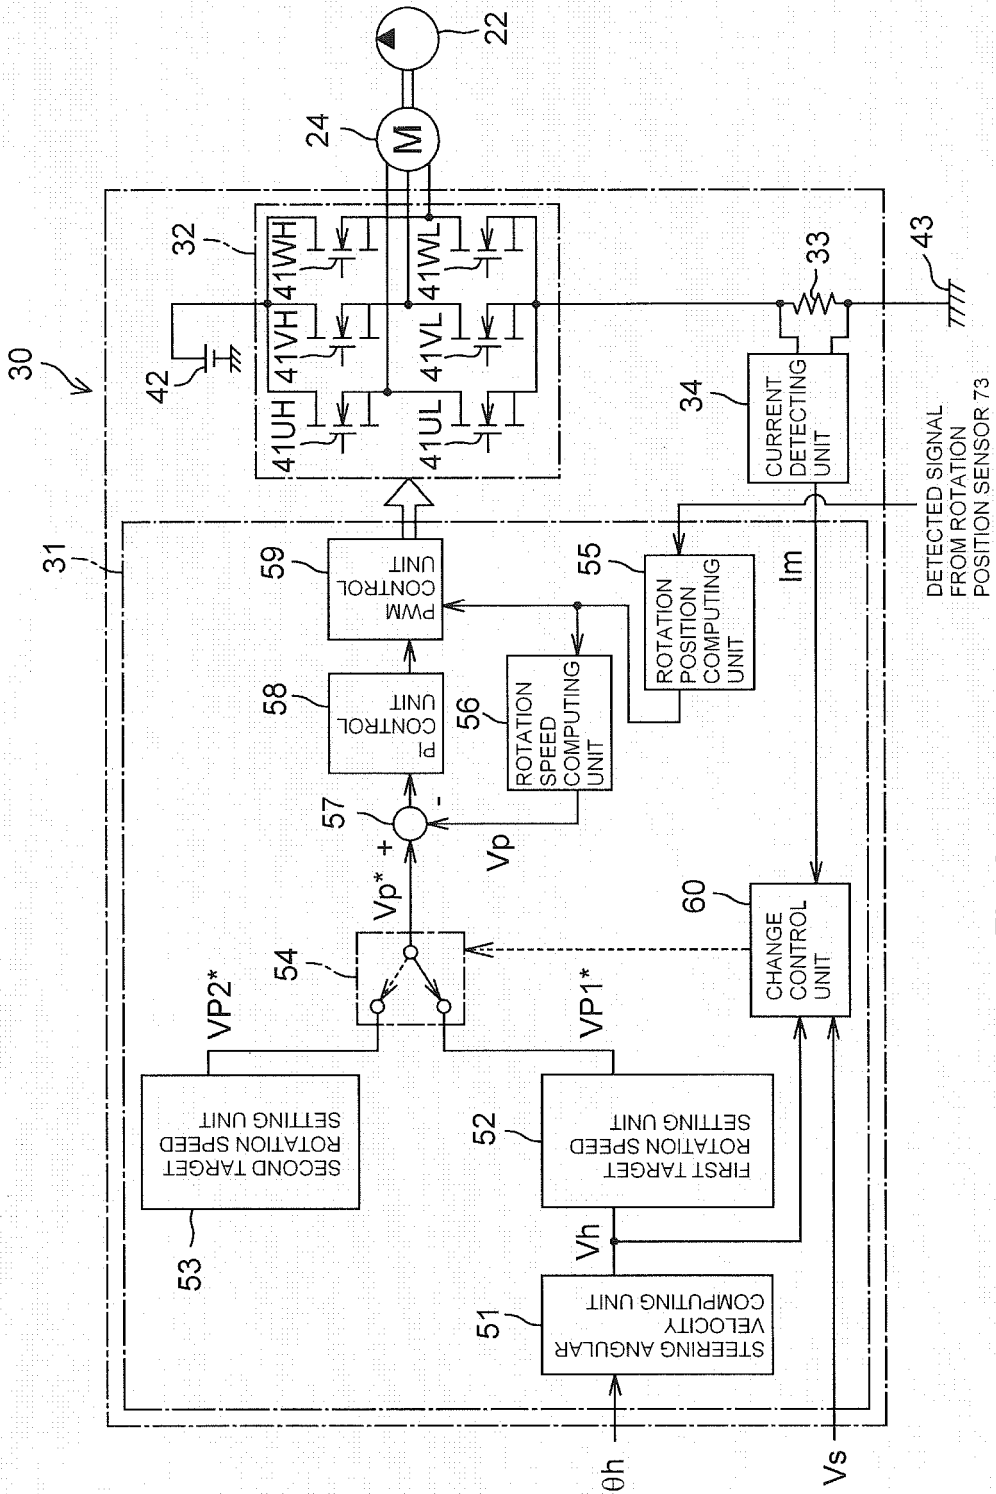 30
31
32
42
41UH
41VH
41WH
41UL
41VL
41WL
24
M
22
53
SECOND TARGET
ROTATION SPEED
SETTING UNIT
VP2*
54
Vp*
+
57
-
58
PI
CONTROL
UNIT
59
PWM
CONTROL
UNIT
Vp
56
ROTATION
SPEED
COMPUTING
UNIT
55
ROTATION
POSITION
COMPUTING
UNIT
θh
51
STEERING ANGULAR
VELOCITY
COMPUTING UNIT
Vh
52
FIRST TARGET
ROTATION SPEED
SETTING UNIT
VP1*
60
CHANGE
CONTROL
UNIT
Im
34
CURRENT
DETECTING
UNIT
33
43
Vs
DETECTED SIGNAL
FROM ROTATION
POSITION SENSOR 73